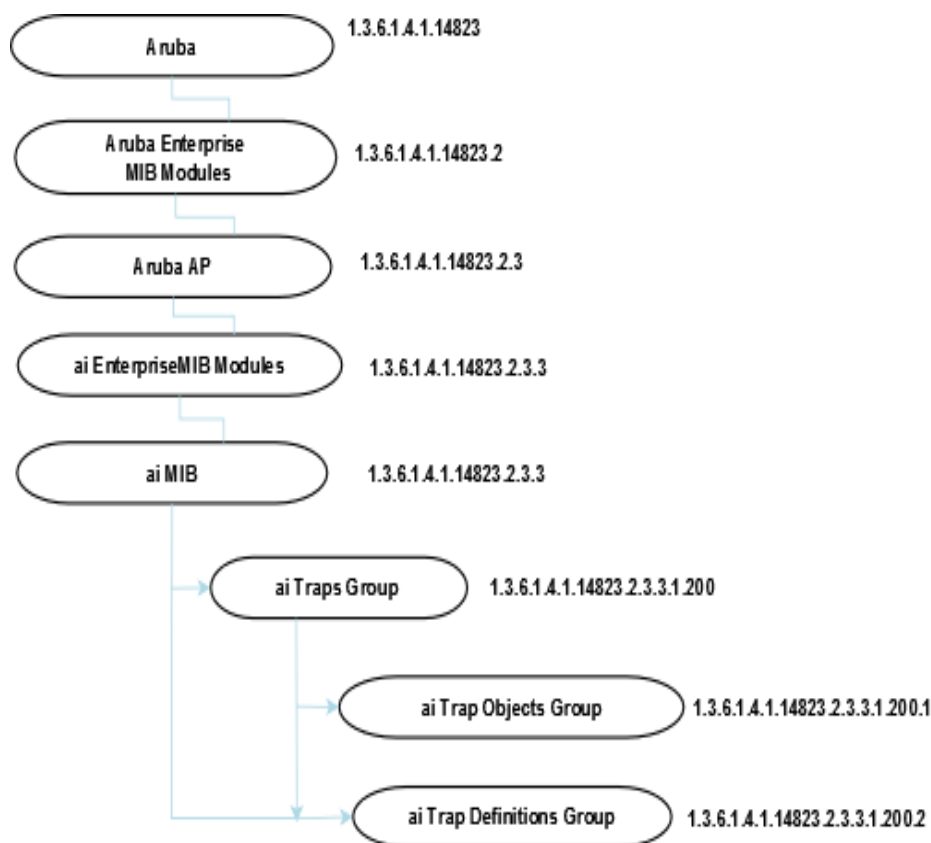 Aruba
1.3.6.1.4.1.14823
Aruba Enterprise
MIB Modules
1.3.6.1.4.1.14823.2
Aruba AP
1.3.6.1.4.1.14823.2.3
ai EnterpriseMIB Modules
1.3.6.1.4.1.14823.2.3.3
ai MIB
1.3.6.1.4.1.14823.2.3.3
ai Traps Group
1.3.6.1.4.1.14823.2.3.3.1.200
ai Trap Objects Group
1.3.6.1.4.1.14823.2.3.3.1.200.1
ai Trap Definitions Group
1.3.6.1.4.1.14823.2.3.3.1.200.2